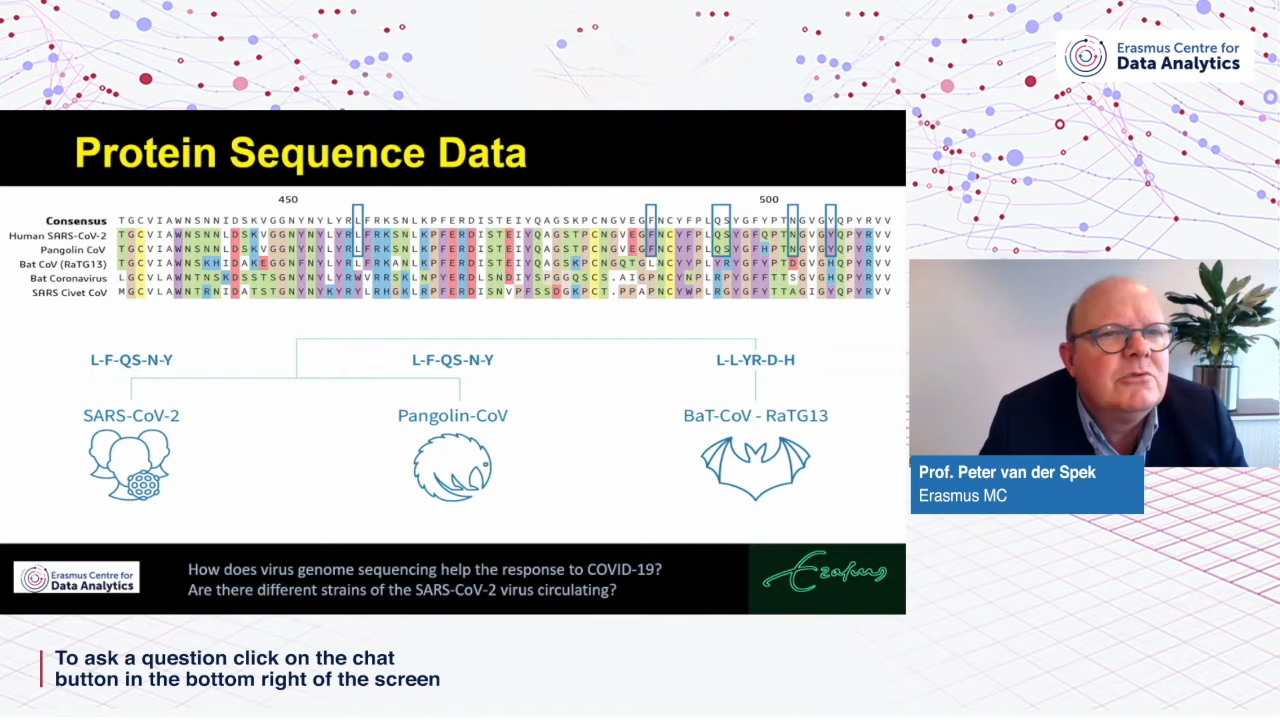 Erasmus Centre for
Data Analytics
Protein Sequence Data
450 500
Consensus TGCVIAWNSNNIDSKVGGNYNYLYRLFRKSNLKPFERDISTEIYQAGSKPCNGVEGFNCYFPLQSYGFYPTNGVGYQPYRVV
Human SARS-CoV-2 TGCVIAWNSNNLDSKVGGNYNYLYRLFRKSNLKPFERDISTEIYQAGSTPCNGVEGFNCYFPLQSYGFQPTNGVGYQPYRVV
Pangolin CoV TGCVIAWNSNNLDSKVGGNYNYLYRLFRKSNLKPFERDISTEIYQAGSTPCNGVEGFNCYFPLQSYGFHPTNGVGYQPYRVV
Bat CoV (RaTG13) TGCVIAWNSKHIDAKEGGNFNYLYRLFRKANLKPFERDISTEIYQAGSKPCNGQTGLNCYYPLYRYGFYPTDGVGHQPYRVV
Bat Coronavirus LGCVLAWNTNSKDSSTSGNYNYLYRWVRRSKLNPYERDLSNDIYSPGGQSCS.AIGPNCYNPLRPYGFFTTSGVGHQPYRVV
SARS Civet CoV MGCVLAWNTRNIDATSTGNYNYKYRYLRHGKLRPFERDISNVPFSSDGKPCT.PPAPNCYWPLRGYGFYTTAGIGYQPYRVV
L-F-QS-N-Y L-F-QS-N-Y L-L-YR-D-H
SARS-CoV-2 Pangolin-CoV BaT-CoV - RaTG13
Prof. Peter van der Spek
Erasmus MC
Erasmus Centre for
Data Analytics
How does virus genome sequencing help the response to COVID-19?
Are there different strains of the SARS-CoV-2 virus circulating?
Erasmus
To ask a question click on the chat
button in the bottom right of the screen